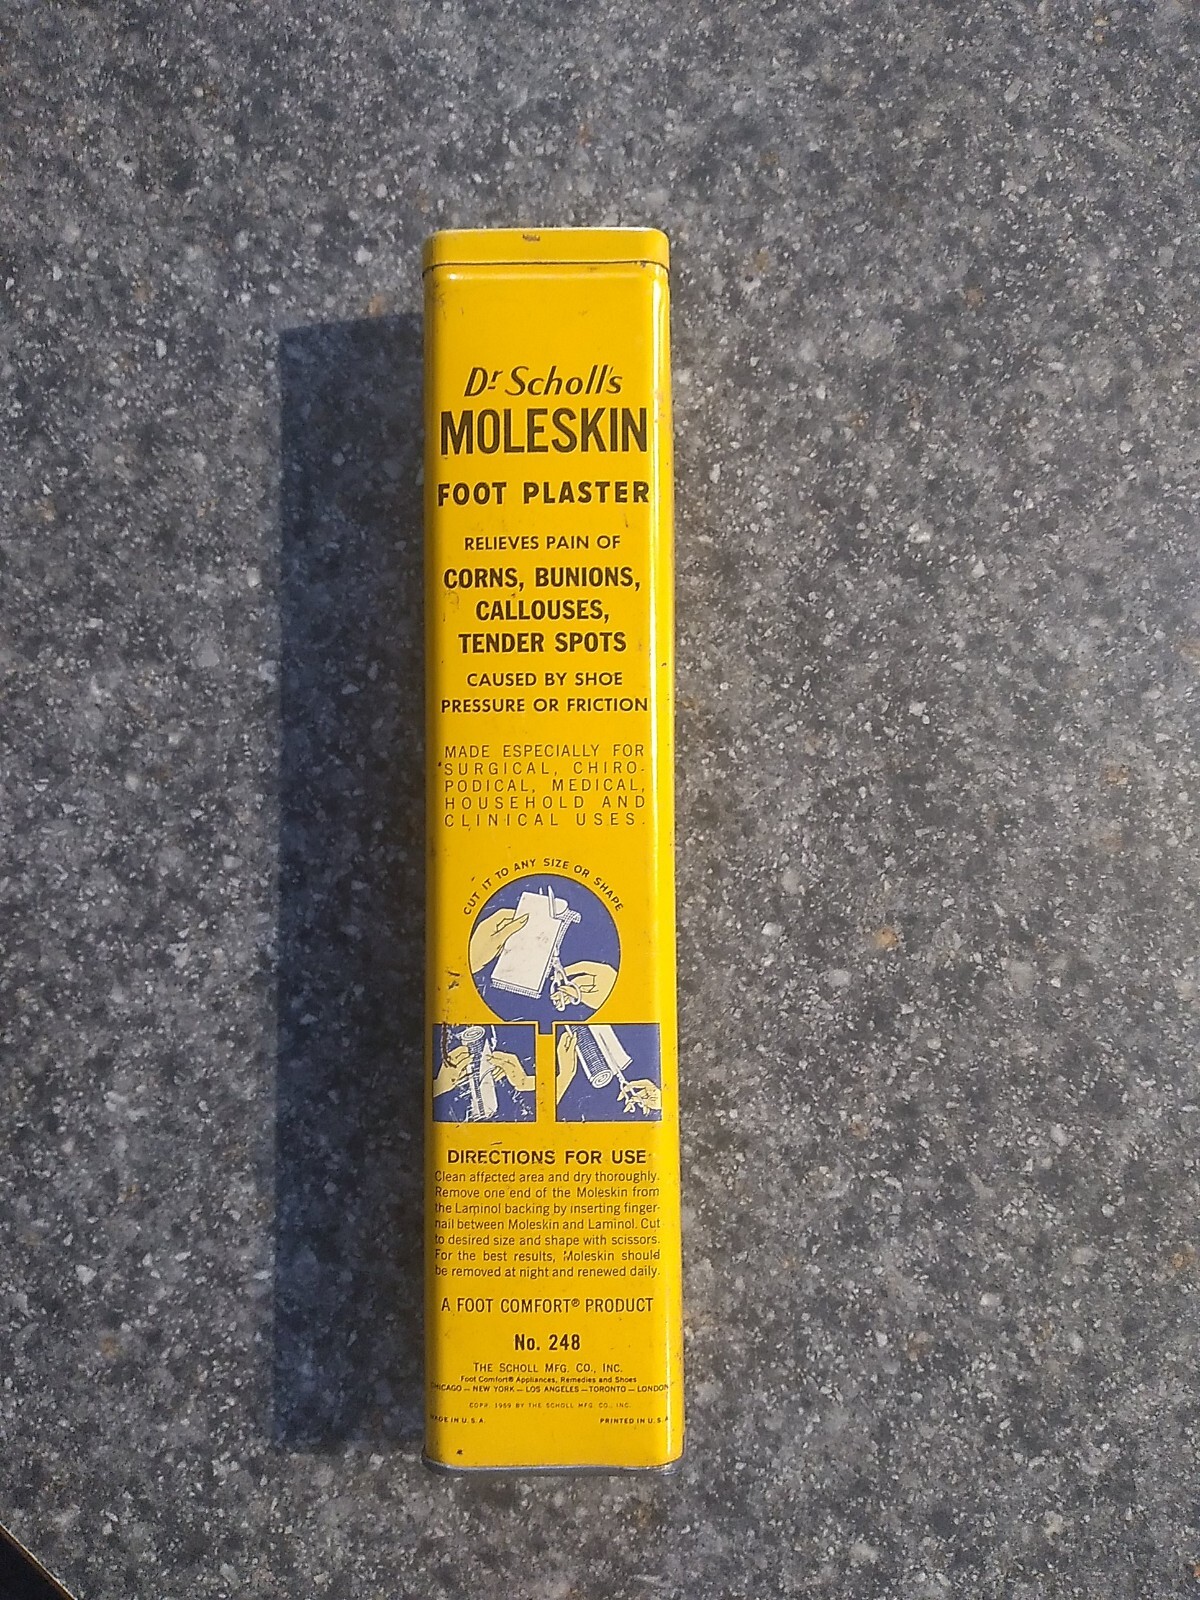 Dr Scholl's
MOLESKIN
FOOT PLASTER
RELIEVES PAIN OF
CORNS, BUNIONS,
CALLOUSES,
TENDER SPOTS
CAUSED BY SHOE
PRESSURE OR FRICTION
MADE ESPECIALLY FOR
SURGICAL, CHIRO-
PODICAL, MEDICAL,
HOUSEHOLD AND
CLINICAL USES.
CUT IT TO ANY SIZE OR SHAPE
DIRECTIONS FOR USE
Clean affected area and dry thoroughly.
Remove one end of the Moleskin from
the Laminol backing by inserting finger-
nail between Moleskin and Laminol. Cut
to desired size and shape with scissors.
For the best results, Moleskin should
be removed at night and renewed daily.
A FOOT COMFORT® PRODUCT
No. 248
THE SCHOLL MFG. CO., INC.
Foot Comfort® Appliances, Remedies and Shoes
CHICAGO — NEW YORK — LOS ANGELES — TORONTO — LONDON
COPR. 1959 BY THE SCHOLL MFG. CO., INC.
MADE IN U.S.A. PRINTED IN U.S.A.